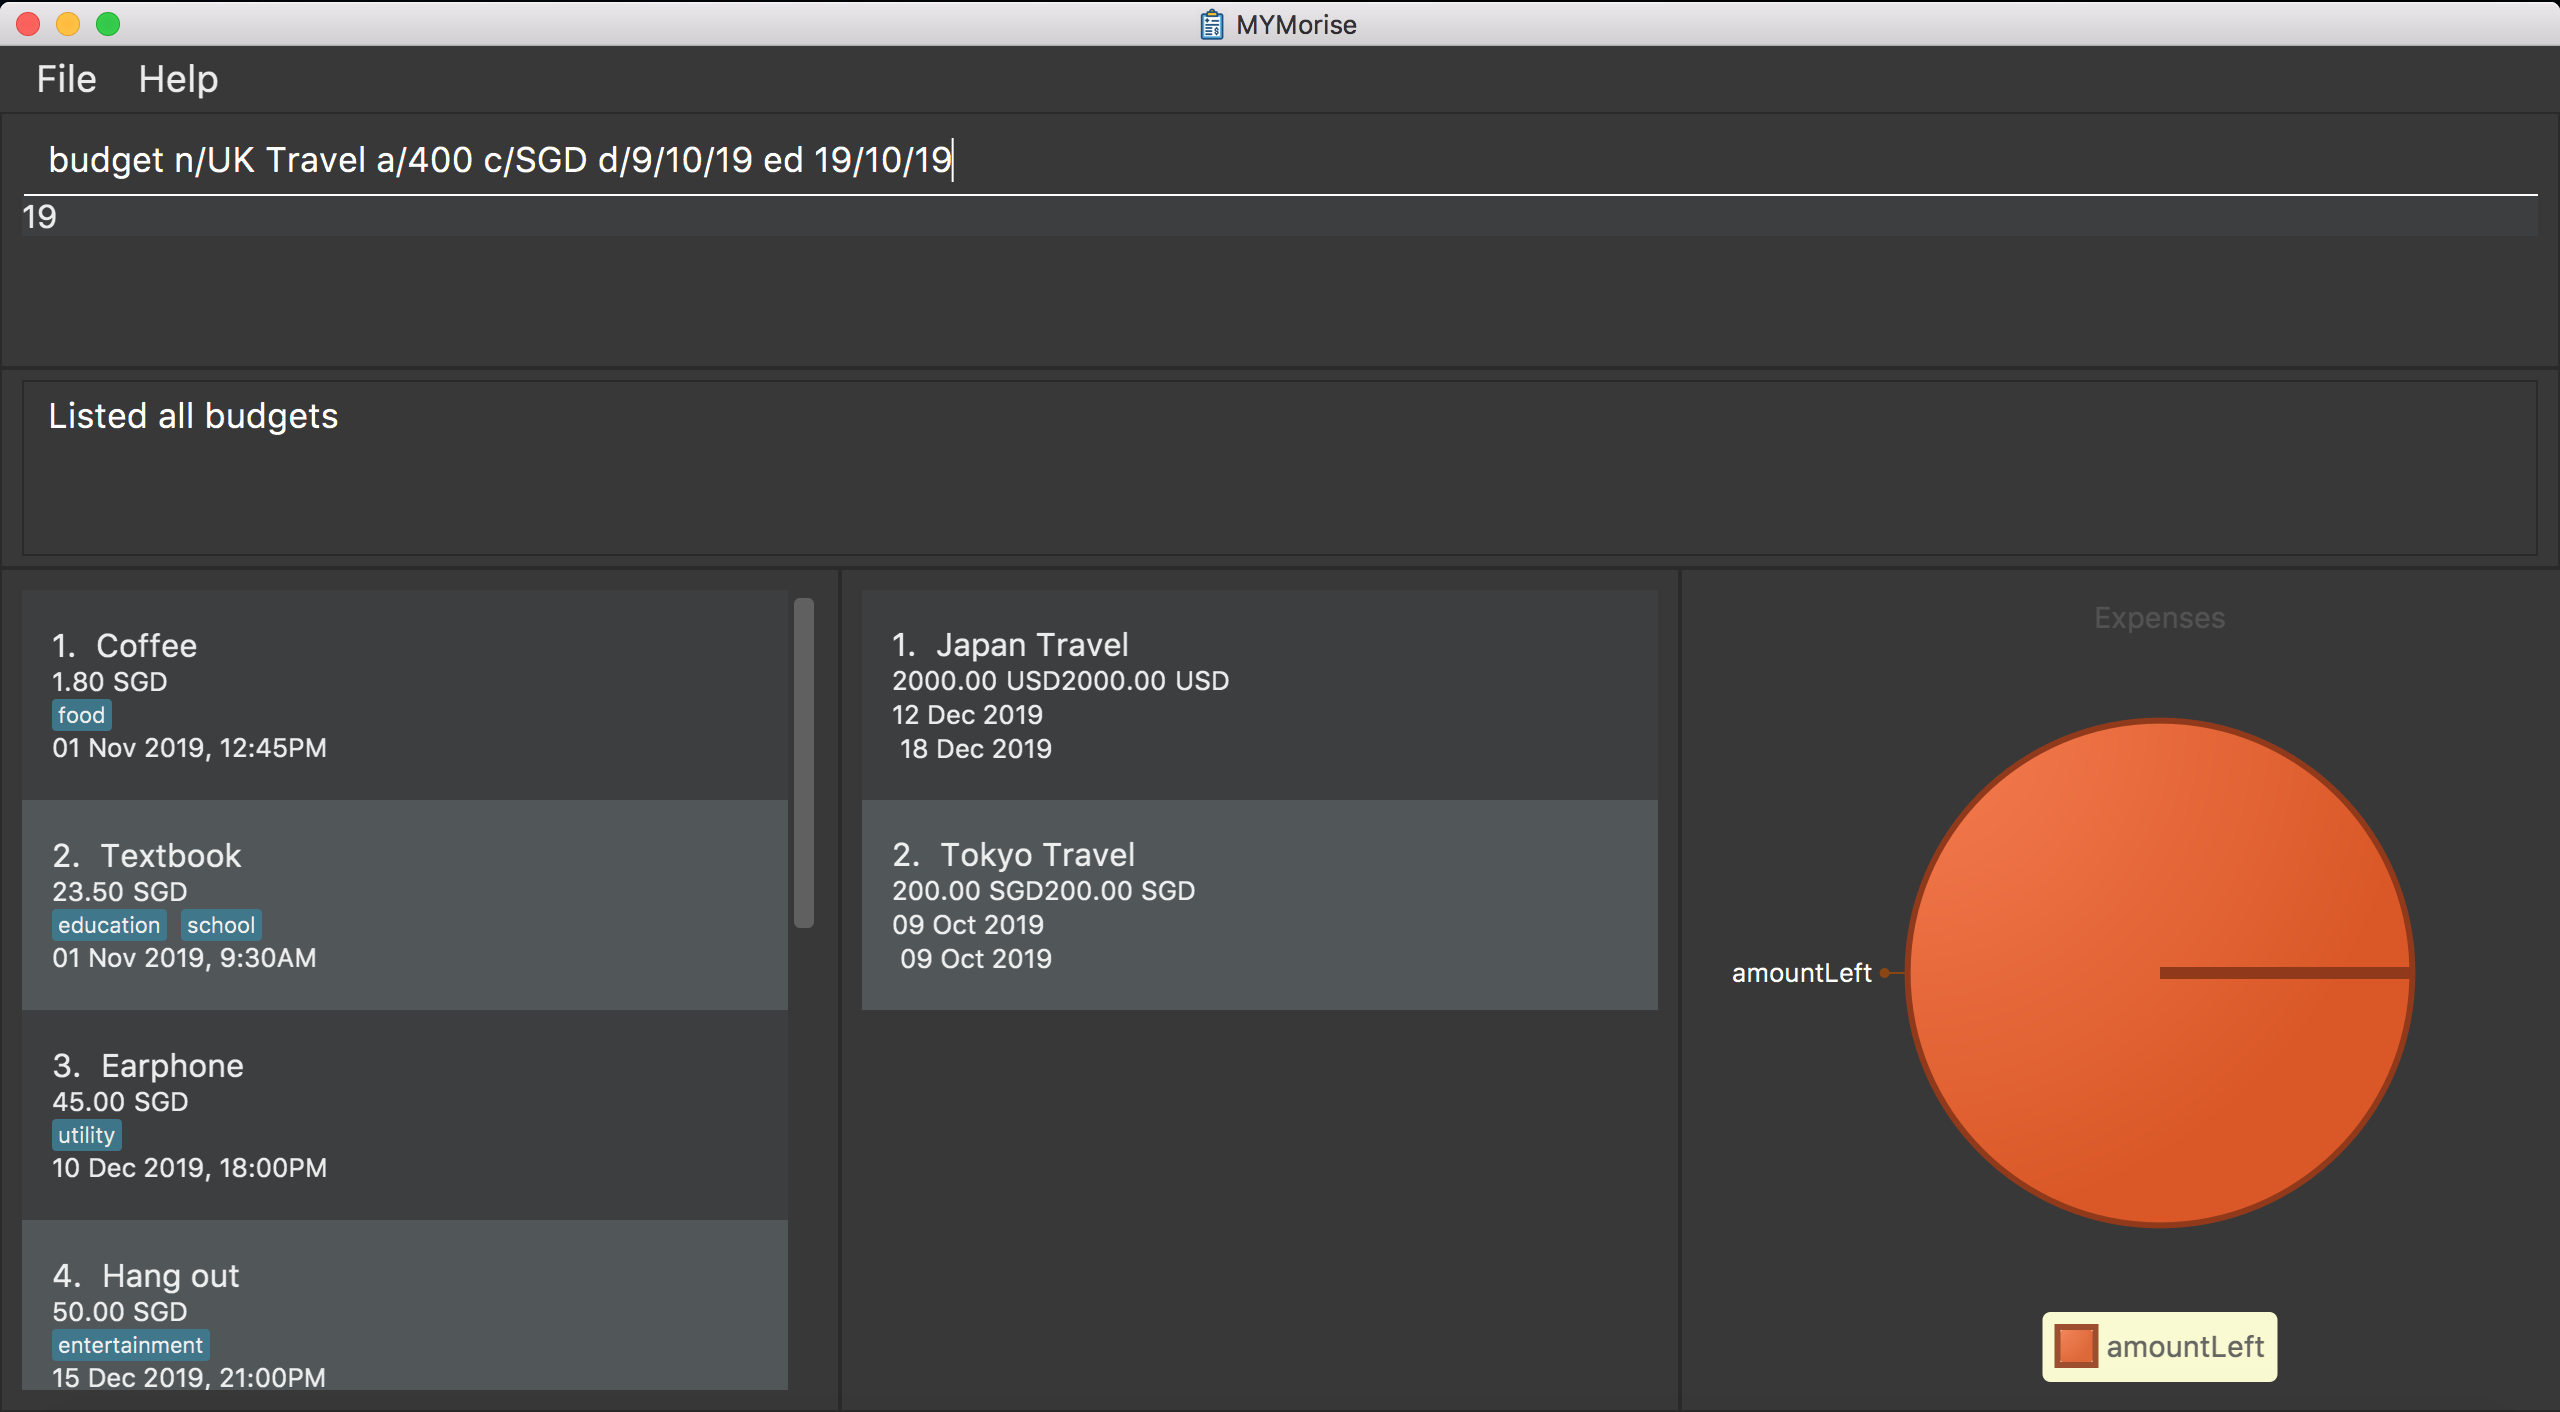 MYMorise
File Help
budget n/UK Travel a/400 c/SGD d/9/10/19 ed 19/10/19
19
Listed all budgets
1. Coffee
1.80 SGD
food
01 Nov 2019, 12:45PM
2. Textbook
23.50 SGD
education school
01 Nov 2019, 9:30AM
3. Earphone
45.00 SGD
utility
10 Dec 2019, 18:00PM
4. Hang out
50.00 SGD
entertainment
15 Dec 2019, 21:00PM
1. Japan Travel
2000.00 USD2000.00 USD
12 Dec 2019
18 Dec 2019
2. Tokyo Travel
200.00 SGD200.00 SGD
09 Oct 2019
09 Oct 2019
Expenses
amountLeft
amountLeft